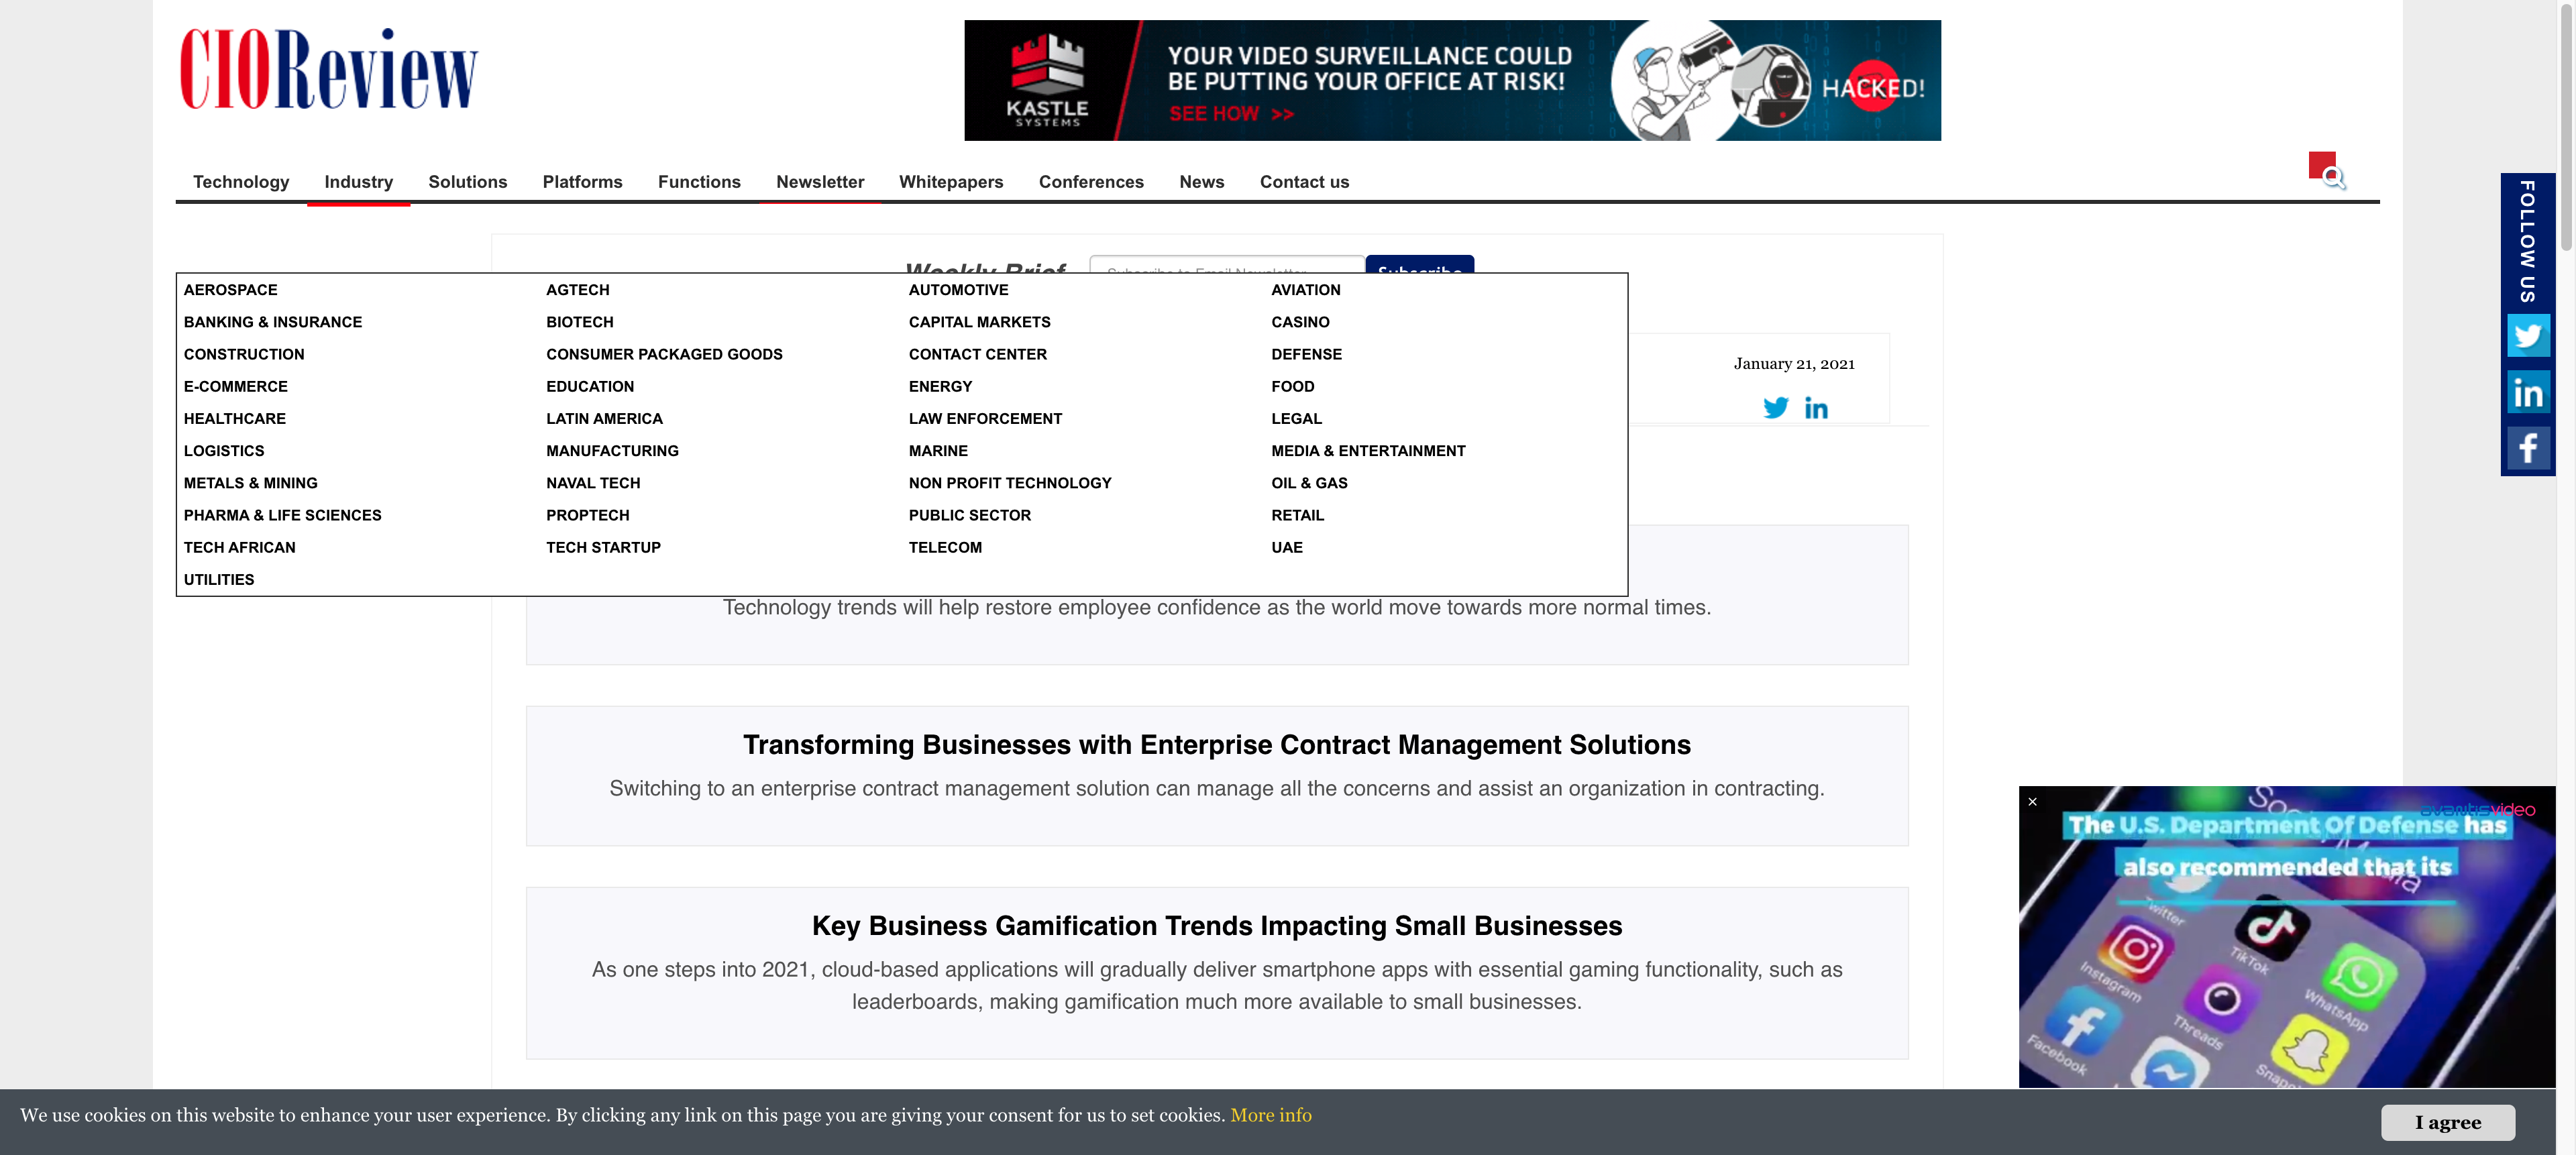 CIOReview
KASTLE
SYSTEMS
YOUR VIDEO SURVEILLANCE COULD
BE PUTTING YOUR OFFICE AT RISK!
SEE HOW >>
HACKED!
Technology Industry Solutions Platforms Functions Newsletter Whitepapers Conferences News Contact us
FOLLOW US
Weekly Brief Subscribe to Email Newsletter Subscribe
AEROSPACE AGTECH AUTOMOTIVE AVIATION
BANKING & INSURANCE BIOTECH CAPITAL MARKETS CASINO
CONSTRUCTION CONSUMER PACKAGED GOODS CONTACT CENTER DEFENSE
E-COMMERCE EDUCATION ENERGY FOOD
HEALTHCARE LATIN AMERICA LAW ENFORCEMENT LEGAL
LOGISTICS MANUFACTURING MARINE MEDIA & ENTERTAINMENT
METALS & MINING NAVAL TECH NON PROFIT TECHNOLOGY OIL & GAS
PHARMA & LIFE SCIENCES PROPTECH PUBLIC SECTOR RETAIL
TECH AFRICAN TECH STARTUP TELECOM UAE
UTILITIES
January 21, 2021
Technology trends will help restore employee confidence as the world move towards more normal times.
Transforming Businesses with Enterprise Contract Management Solutions
Switching to an enterprise contract management solution can manage all the concerns and assist an organization in contracting.
Key Business Gamification Trends Impacting Small Businesses
As one steps into 2021, cloud-based applications will gradually deliver smartphone apps with essential gaming functionality, such as
leaderboards, making gamification much more available to small businesses.
avantisvideo
The U.S. Department Of Defense has
also recommended that its
Twitter
TikTok
Instagram
WhatsApp
Threads
Facebook
We use cookies on this website to enhance your user experience. By clicking any link on this page you are giving your consent for us to set cookies. More info
I agree